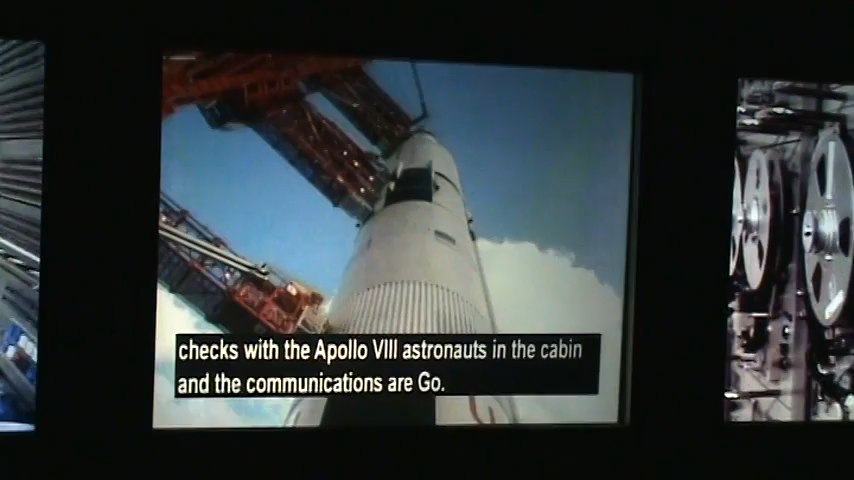 checks with the Apollo VIII astronauts in the cabin
and the communications are Go.